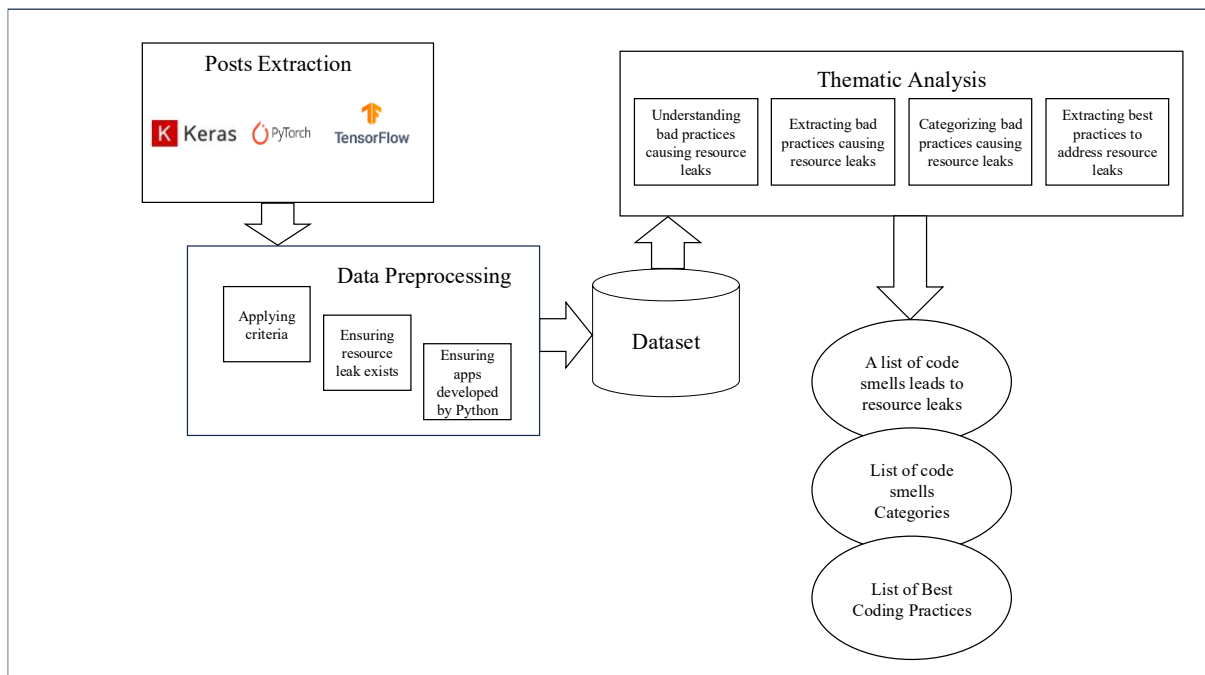 Posts Extraction
K Keras
PyTorch
TensorFlow
Data Preprocessing
Applying
criteria
Ensuring
resource
leak exists
Ensuring
apps
developed
by Python
Dataset
Thematic Analysis
Understanding
bad practices
causing resource
leaks
Extracting bad
practices causing
resource leaks
Categorizing bad
practices causing
resource leaks
Extracting best
practices to
address resource
leaks
A list of code
smells leads to
resource leaks
List of code
smells
Categories
List of Best
Coding Practices